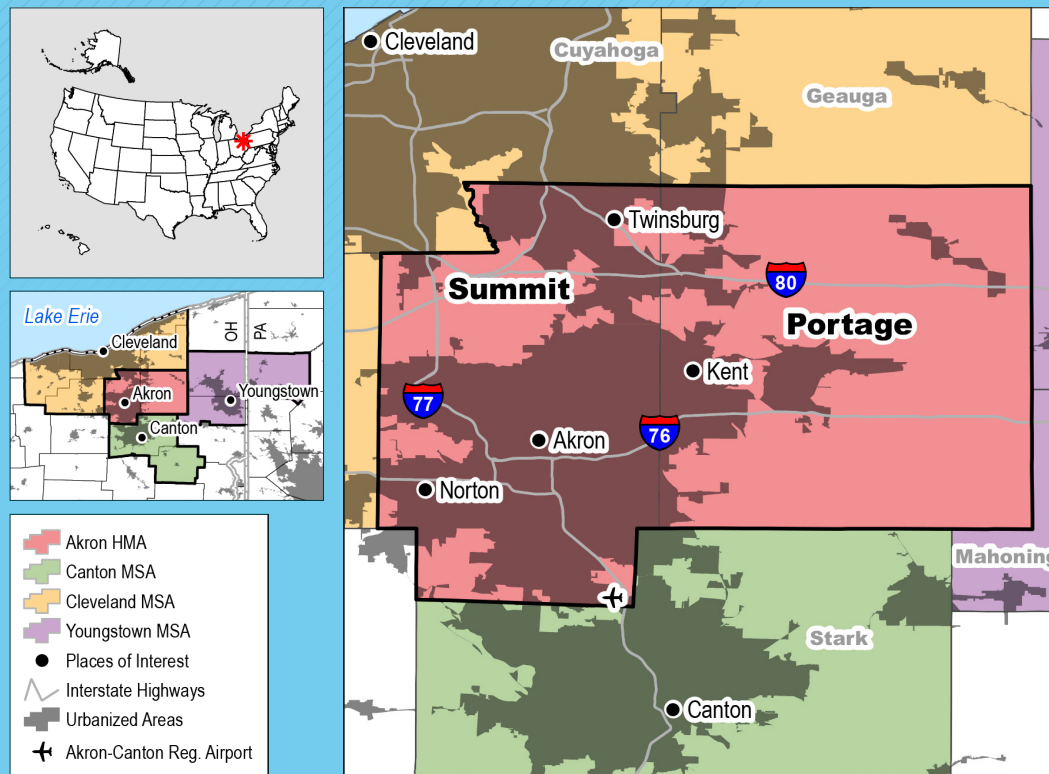 Lake Erie
OH
PA
Cleveland
Akron
Youngstown
Canton
Akron HMA
Canton MSA
Cleveland MSA
Youngstown MSA
Places of Interest
Interstate Highways
Urbanized Areas
Akron-Canton Reg. Airport
Cleveland
Cuyahoga
Geauga
Twinsburg
Summit
80
Portage
Kent
77
76
Akron
Norton
Mahoning
Stark
Canton